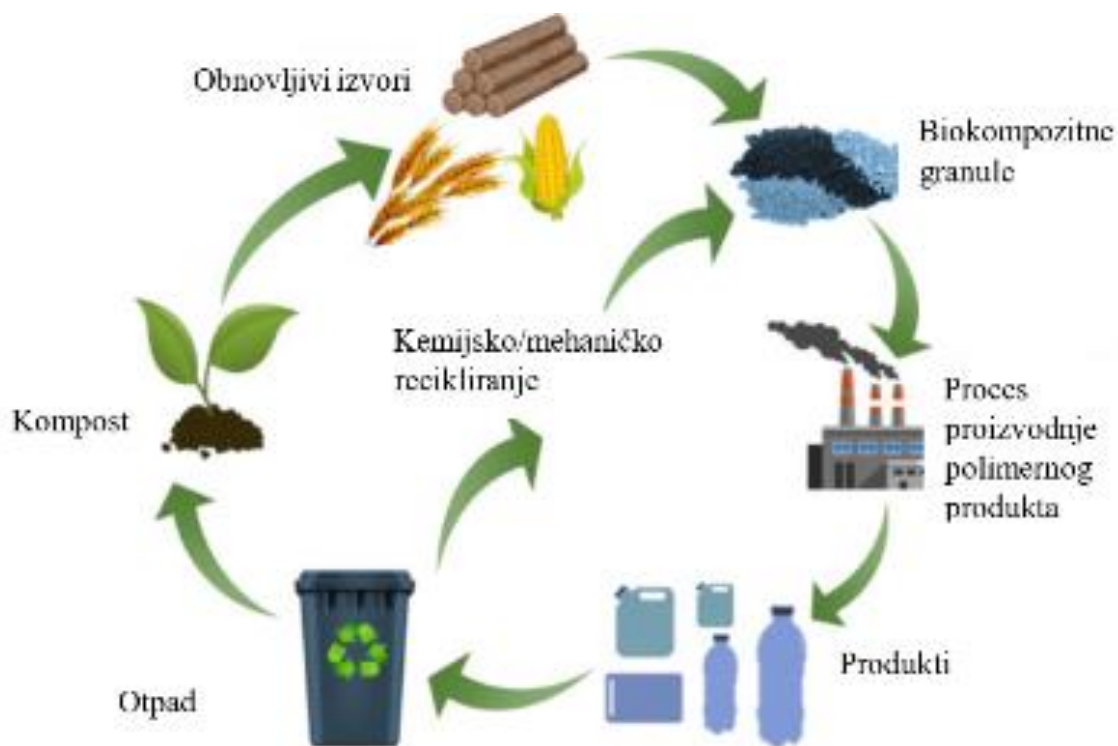 Obnovljivi izvori
Biokompozitne
granule
Kemijsko/mehaničko
recikliranje
Kompost
Proces
proizvodnje
polimernog
produkta
Produkti
Otpad